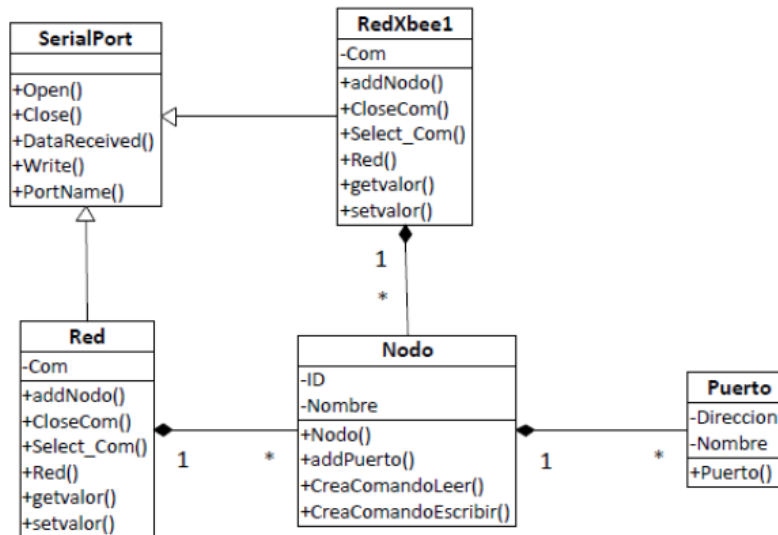 SerialPort
+Open()
+Close()
+DataReceived()
+Write()
+PortName()
RedXbee1
-Com
+addNodo()
+CloseCom()
+Select_Com()
+Red()
+getvalor()
+setvalor()
1
*
Red
-Com
+addNodo()
+CloseCom()
+Select_Com()
+Red()
+getvalor()
+setvalor()
1
*
Nodo
-ID
-Nombre
+Nodo()
+addPuerto()
+CreaComandoLeer()
+CreaComandoEscribir()
1
*
Puerto
-Direccion
-Nombre
+Puerto()